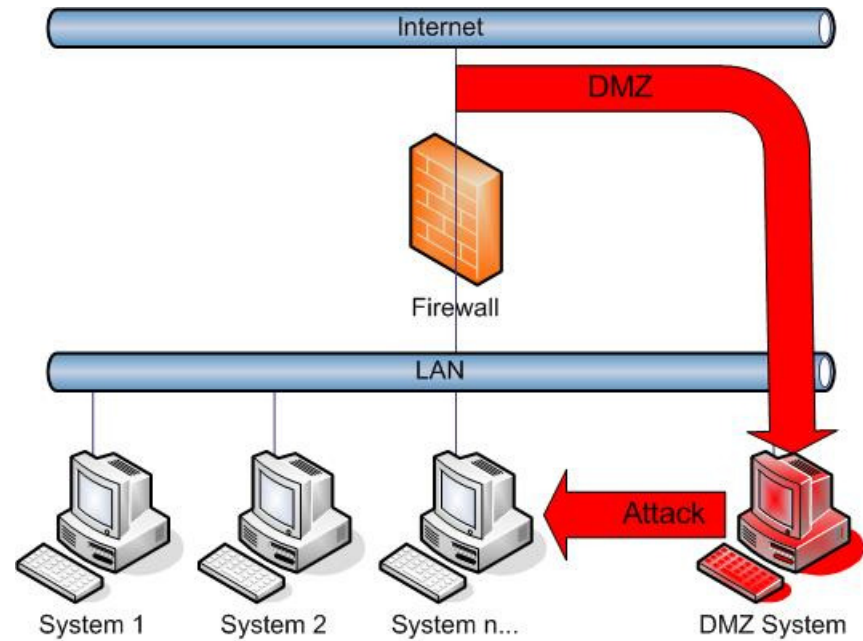 Internet
DMZ
Firewall
LAN
Attack
System 1
System 2
System n...
DMZ System